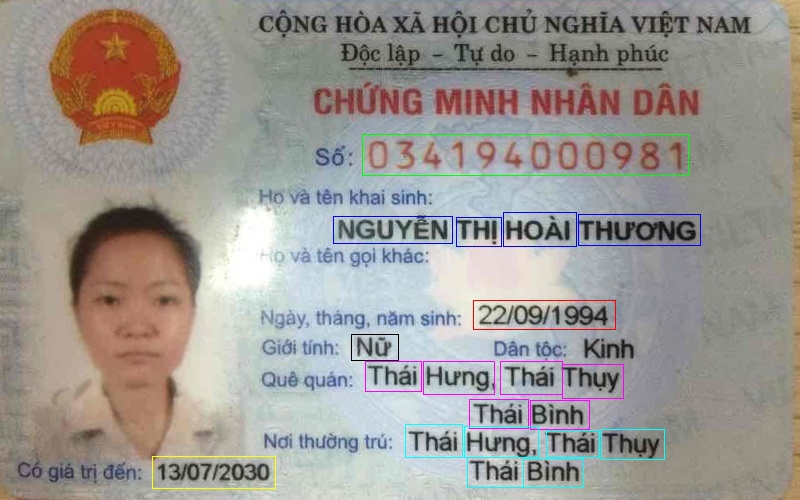 CỘNG HÒA XÃ HỘI CHỦ NGHĨA VIỆT NAM
Độc lập - Tự do - Hạnh phúc
CHỨNG MINH NHÂN DÂN
Số: 034194000981
Họ và tên khai sinh:
NGUYỄN THỊ HOÀI THƯƠNG
Họ và tên gọi khác:
Ngày, tháng, năm sinh: 22/09/1994
Giới tính: Nữ Dân tộc: Kinh
Quê quán: Thái Hưng, Thái Thụy
Thái Bình
Nơi thường trú: Thái Hưng, Thái Thụy
Thái Bình
Có giá trị đến: 13/07/2030